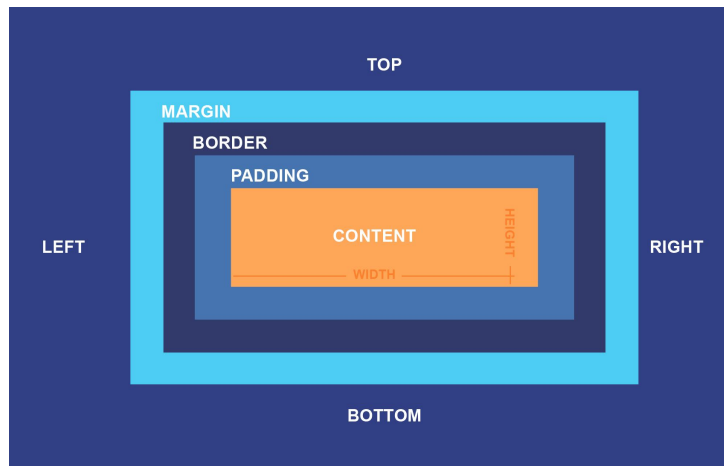 TOP
MARGIN
BORDER
PADDING
CONTENT
HEIGHT
WIDTH
LEFT
RIGHT
BOTTOM